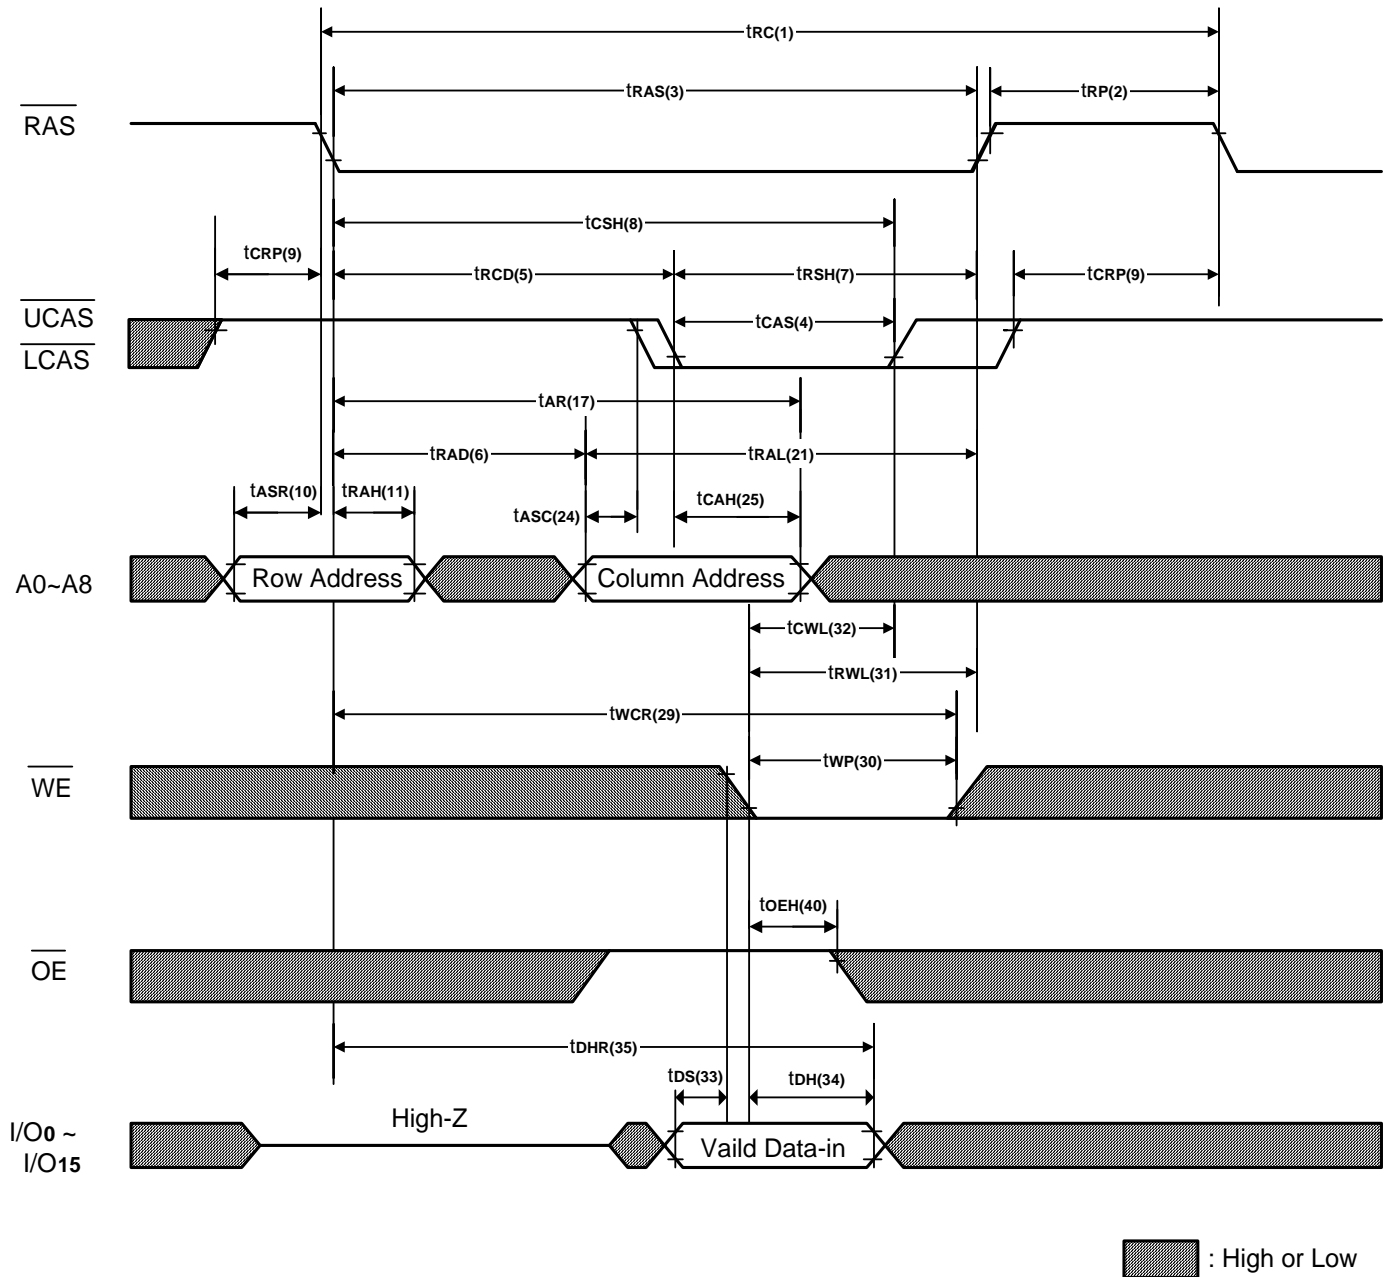 tRC(1)
tRAS(3)
tRP(2)
RAS
tCSH(8)
tCRP(9)
tRCD(5)
tRSH(7)
tCRP(9)
UCAS
LCAS
tCAS(4)
tAR(17)
tRAD(6)
tRAL(21)
tASR(10)
tRAH(11)
tASC(24)
tCAH(25)
A0~A8
Row Address
Column Address
tCWL(32)
tRWL(31)
tWCR(29)
tWP(30)
WE
tOEH(40)
OE
tDHR(35)
tDS(33)
tDH(34)
I/O0 ~
I/O15
High-Z
Vaild Data-in
: High or Low